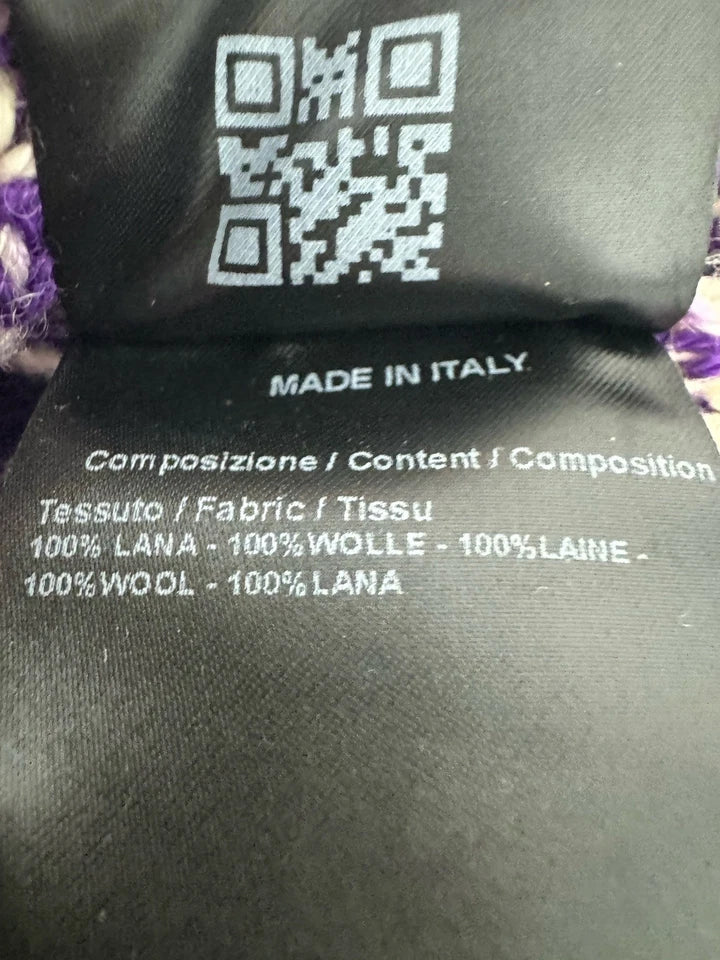 MADE IN ITALY
Composizione / Content / Composition
Tessuto / Fabric / Tissu
100% LANA - 100% WOLLE - 100% LAINE -
100% WOOL - 100% LANA